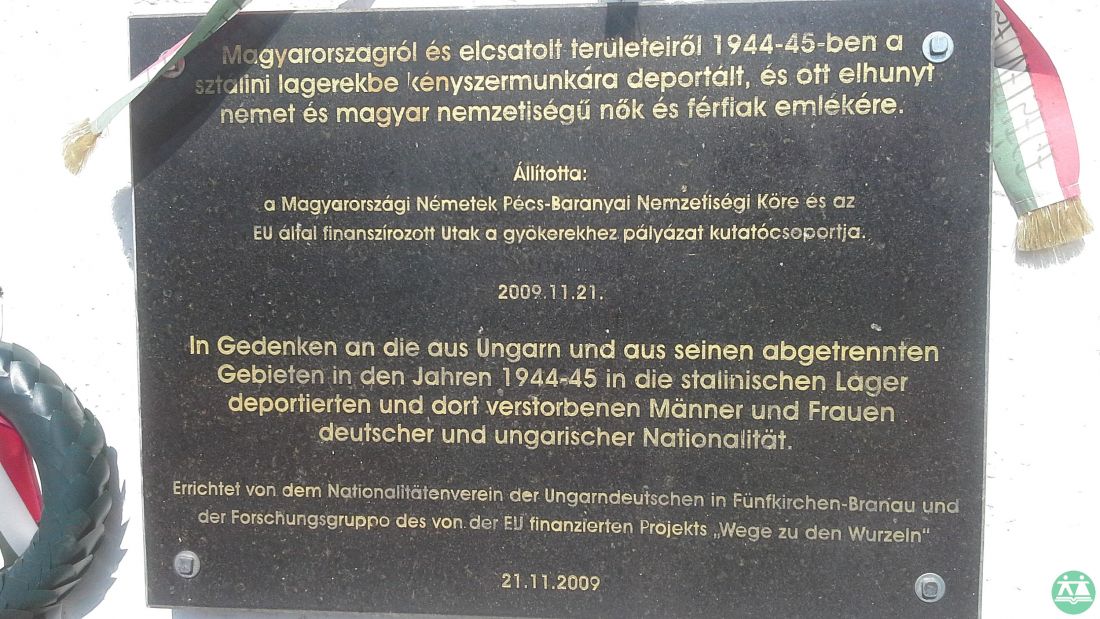 Magyarországról és elcsatolt területeiről 1944-45-ben a
sztalini lagerekbe kényszermunkára deportált, és ott elhunyt
német és magyar nemzetiségű nők és férfiak emlékére.
Állította:
a Magyarországi Németek Pécs-Baranyai Nemzetiségi Köre és az
EU által finanszírozott Utak a gyökerekhez pályázat kutatócsoportja.
2009.11.21.
In Gedenken an die aus Ungarn und aus seinen abgetrennten
Gebieten in den Jahren 1944-45 in die stalinischen Lager
deportierten und dort verstorbenen Männer und Frauen
deutscher und ungarischer Nationalität.
Errichtet von dem Nationalitätenverein der Ungarndeutschen in Fünfkirchen-Branau und
der Forschungsgruppo des von der EU finanzierten Projekts „Wege zu den Wurzeln"
21.11.2009